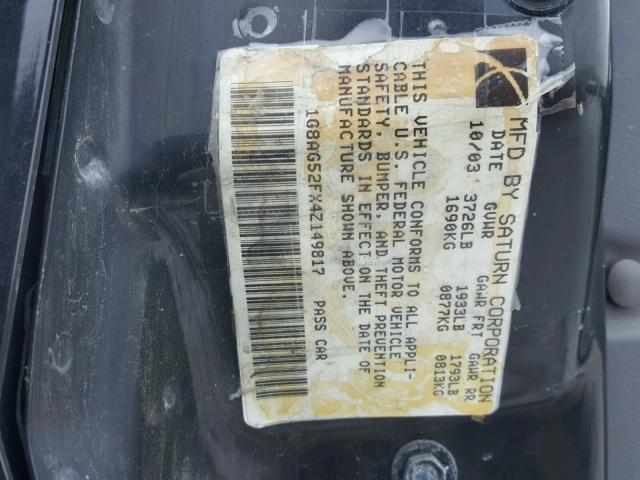 MFD BY SATURN CORPORATION
DATE GVWR GAWR FRT GAWR RR
10/03 3726LB 1933LB 1793LB
1690KG 0877KG 0813KG
THIS VEHICLE CONFORMS TO ALL APPLI-
CABLE U.S. FEDERAL MOTOR VEHICLE
SAFETY, BUMPER, AND THEFT PREVENTION
STANDARDS IN EFFECT ON THE DATE OF
MANUFACTURE SHOWN ABOVE.
1G8AG52FX4Z149817 PASS CAR